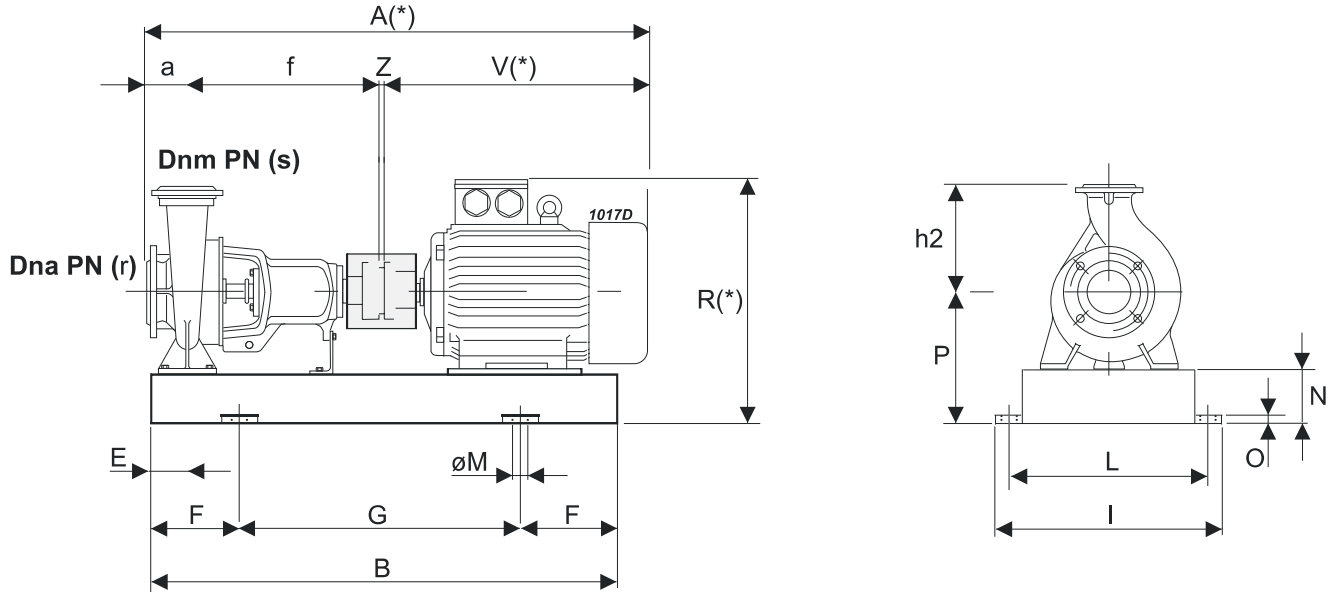 A(*)
a f Z V(*)
Dnm PN (s)
1017D
h2
Dna PN (r)
R(*)
P
N
E
øM
O
L
F G F
I
B